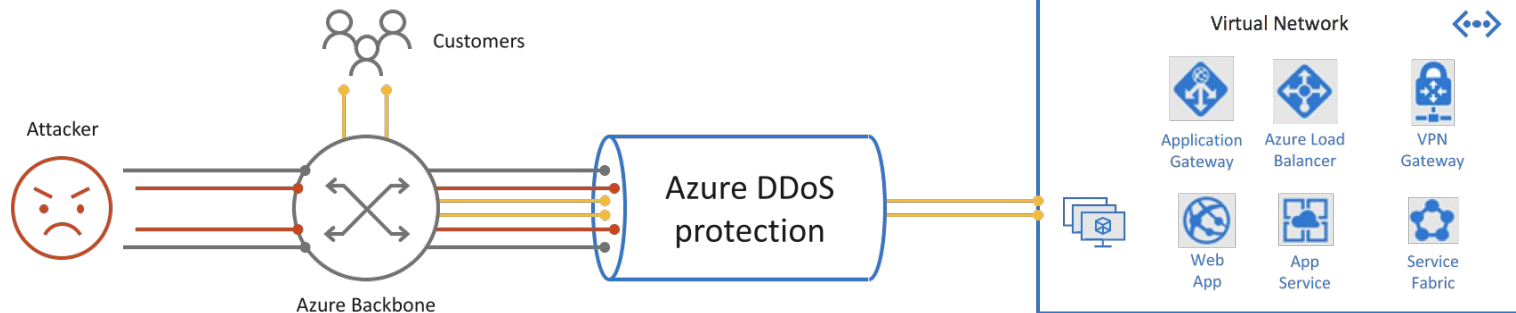 Customers
Attacker
Azure Backbone
Azure DDoS
protection
Virtual Network
Application
Gateway
Azure Load
Balancer
VPN
Gateway
Web
App
App
Service
Service
Fabric